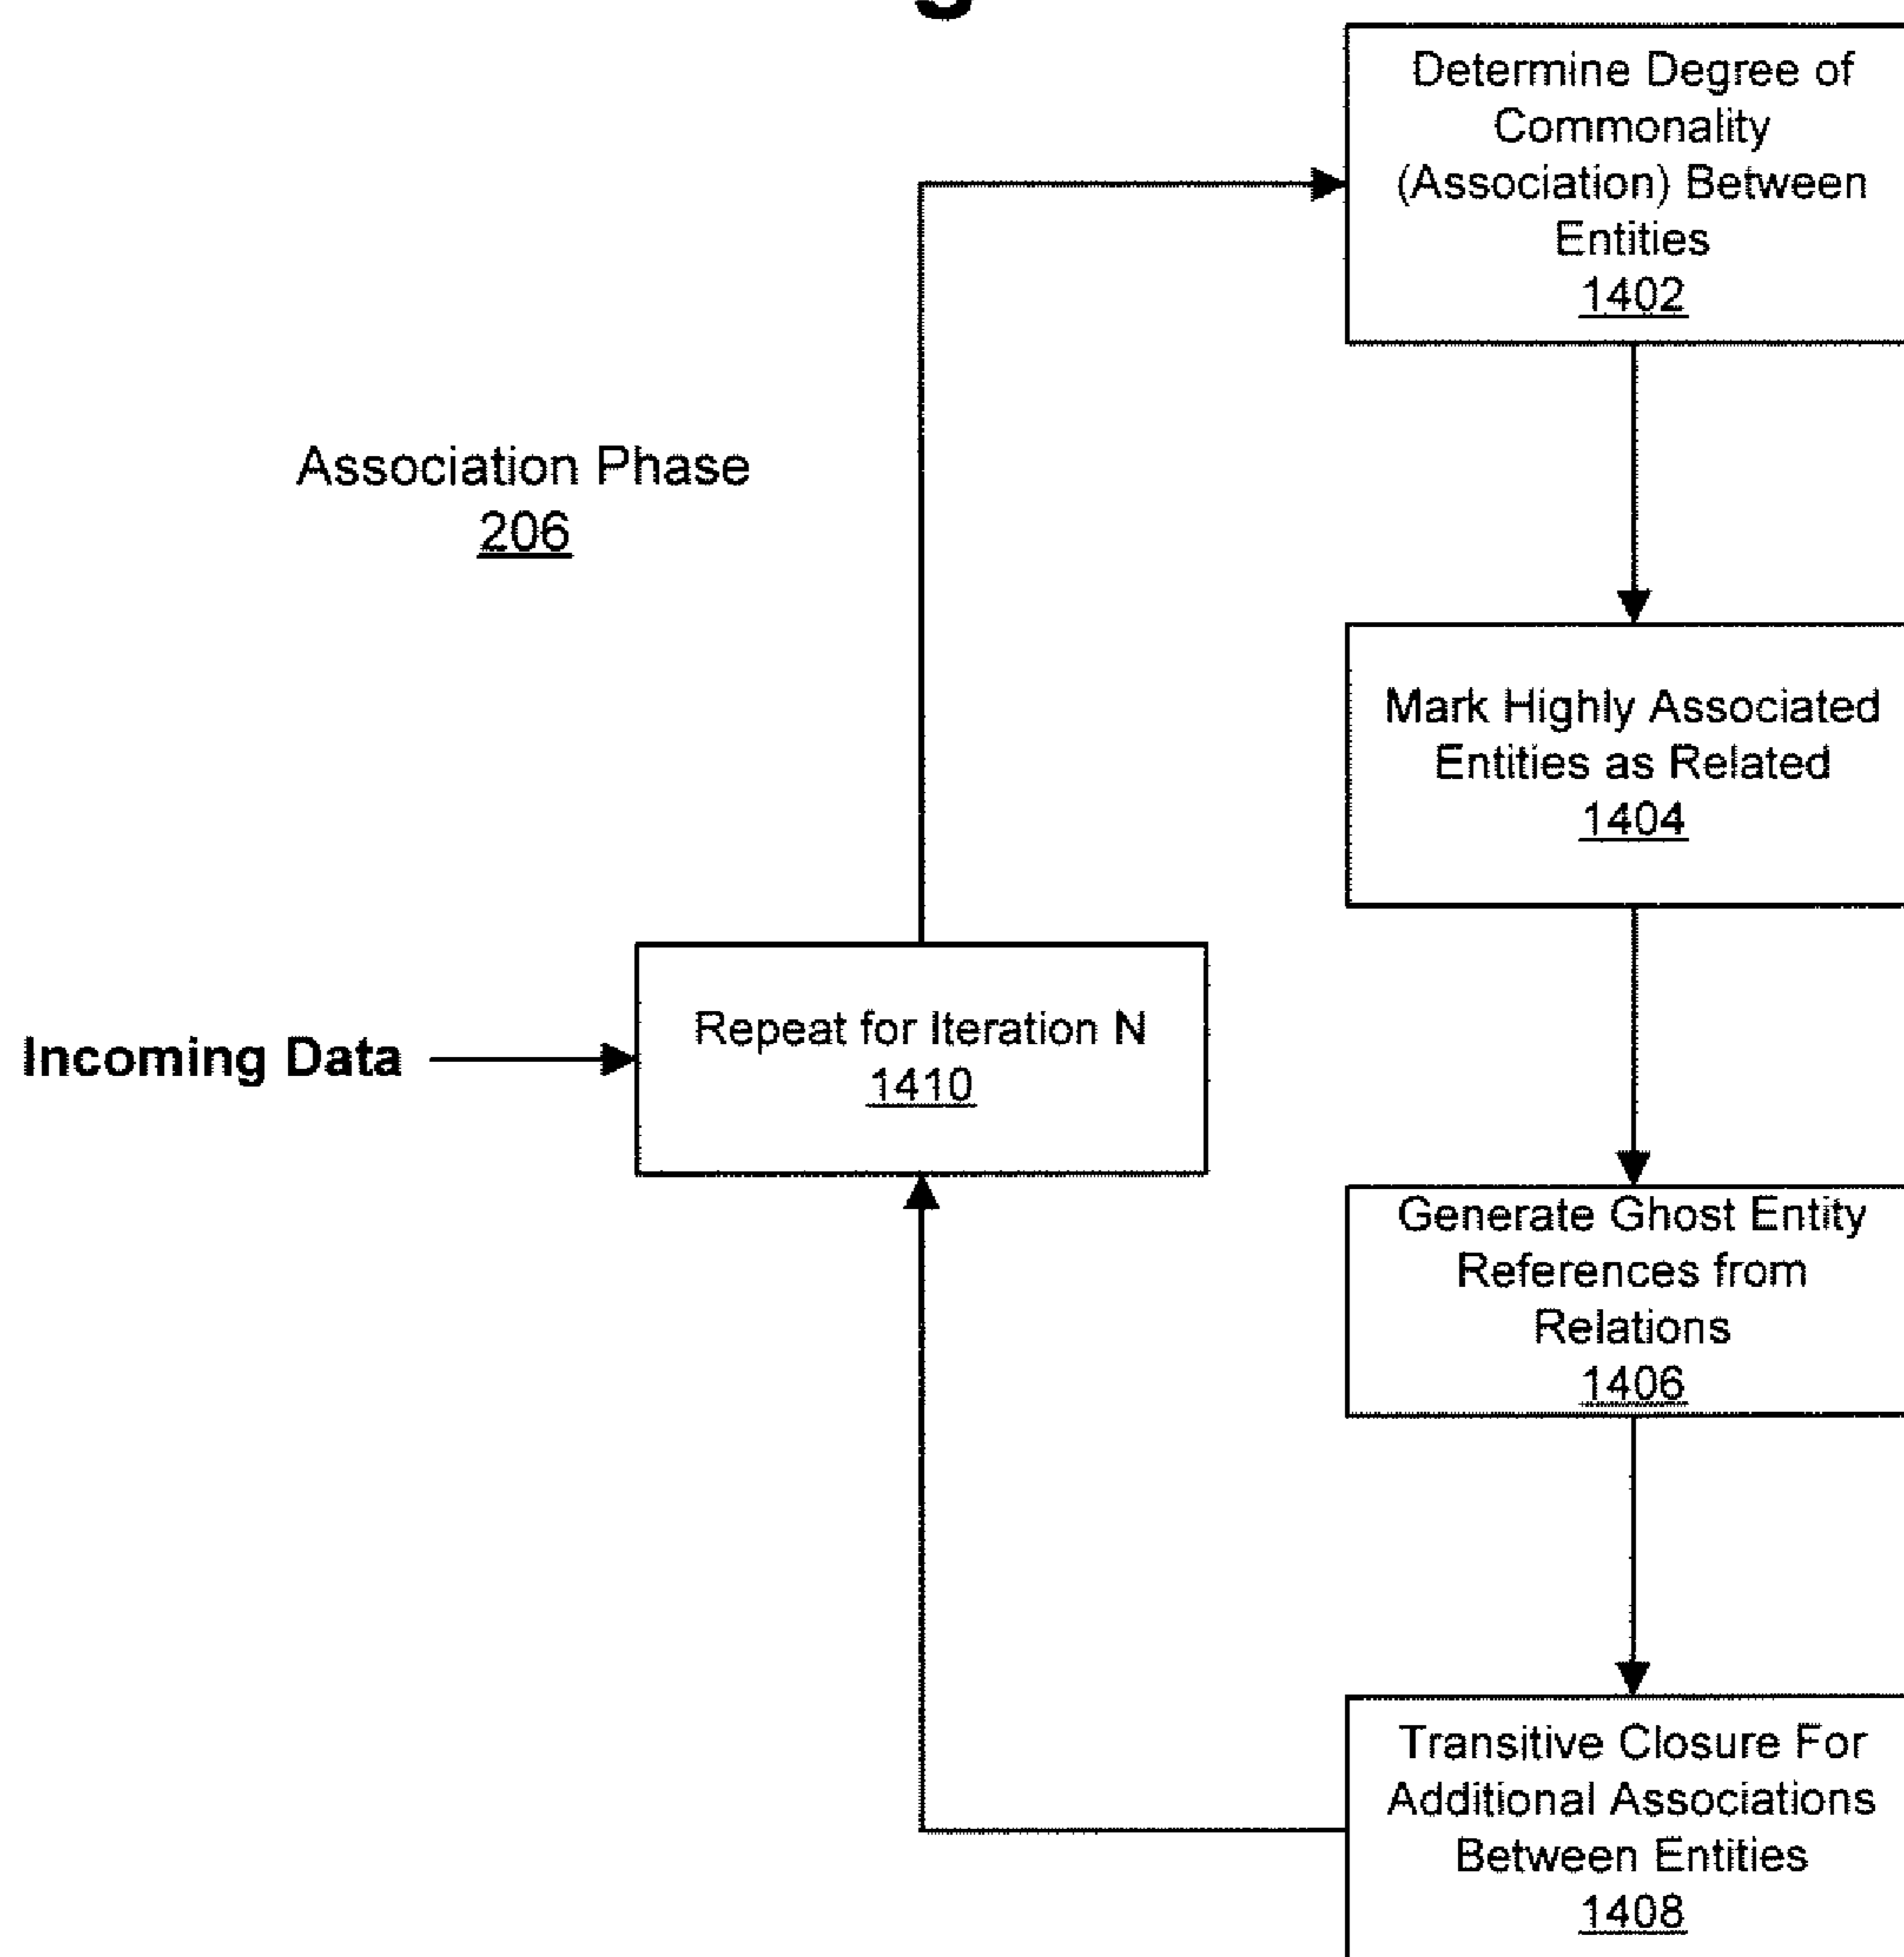 Determine Degree of
Commonality
(Association) Between
Entities
1402
Association Phase
206
Mark Highly Associated
Entities as Related
1404
Incoming Data
Repeat for Iteration N
1410
Generate Ghost Entity
References from
Relations
1406
Transitive Closure For
Additional Associations
Between Entities
1408